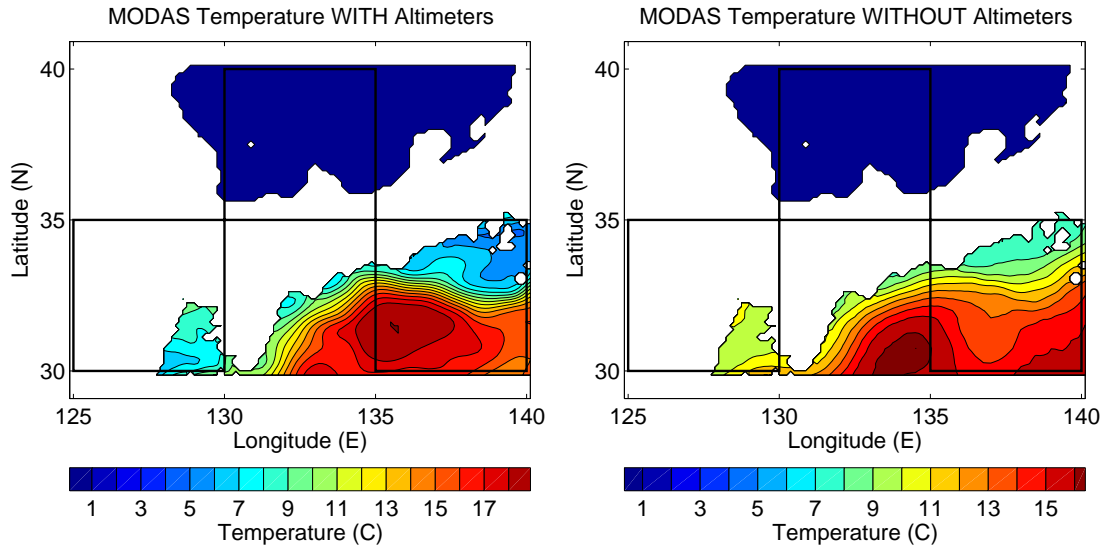 MODAS Temperature WITH Altimeters
40
35
30
Latitude (N)
125 130 135 140
Longitude (E)
1 3 5 7 9 11 13 15 17
Temperature (C)
MODAS Temperature WITHOUT Altimeters
40
35
30
Latitude (N)
125 130 135 140
Longitude (E)
1 3 5 7 9 11 13 15
Temperature (C)